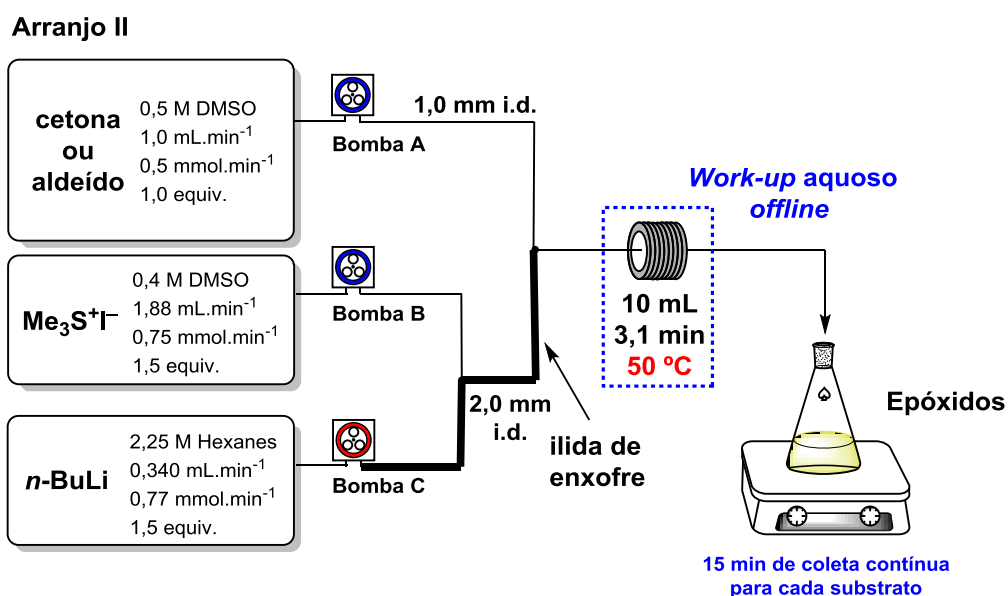 Arranjo II
cetona
ou
aldeído
0,5 M DMSO
1,0 mL.min⁻¹
0,5 mmol.min⁻¹
1,0 equiv.
Bomba A
1,0 mm i.d.
Me₃S⁺I⁻
0,4 M DMSO
1,88 mL.min⁻¹
0,75 mmol.min⁻¹
1,5 equiv.
Bomba B
n-BuLi
2,25 M Hexanes
0,340 mL.min⁻¹
0,77 mmol.min⁻¹
1,5 equiv.
Bomba C
2,0 mm
i.d.
ilida de
enxofre
10 mL
3,1 min
50 ºC
Work-up aquoso
offline
Epóxidos
15 min de coleta contínua
para cada substrato